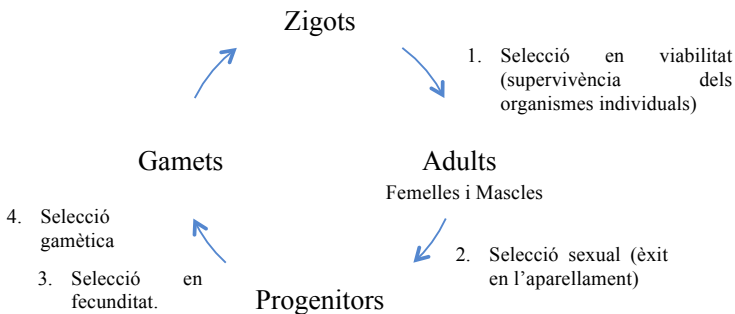 Zigots
1. Selecció en viabilitat
(supervivència dels
organismes individuals)
Gamets
Adults
Femelles i Mascles
4. Selecció
gamètica
2. Selecció sexual (èxit
en l'aparellament)
3. Selecció en
fecunditat.
Progenitors